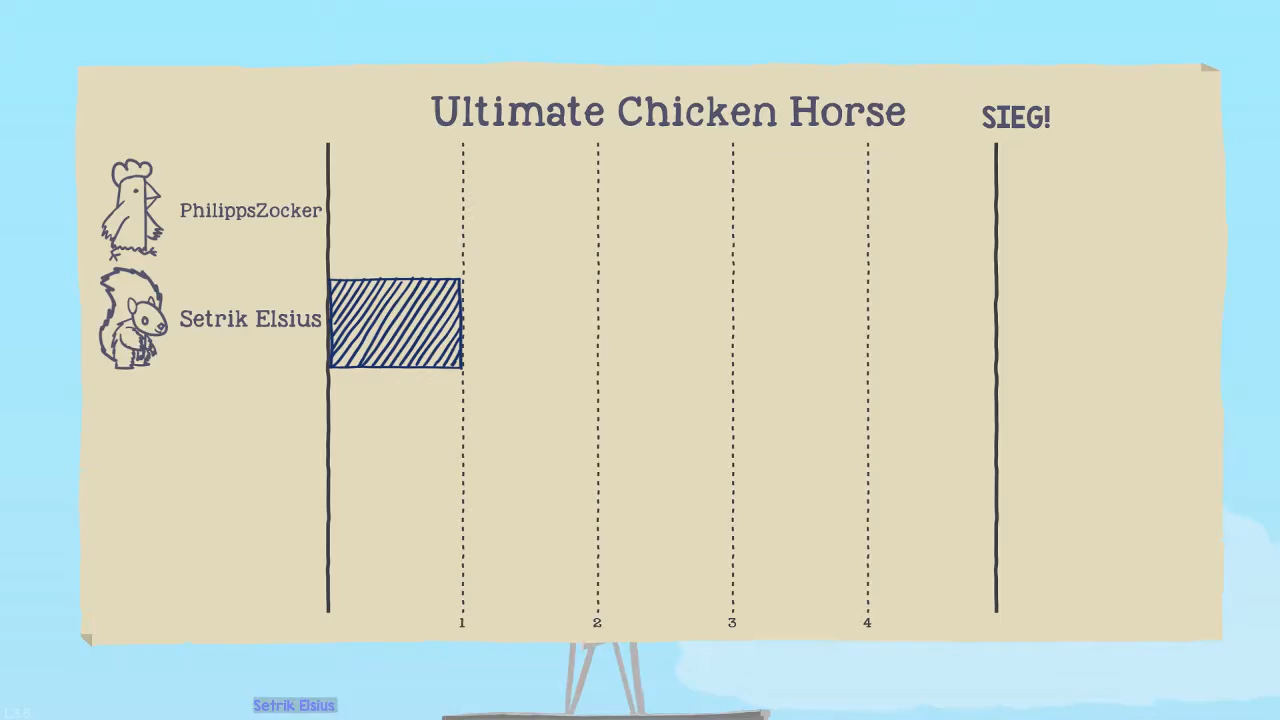 Ultimate Chicken Horse SIEG!
PhilippsZocker
Setrik Elsius
1 2 3 4
Setrik Elsius